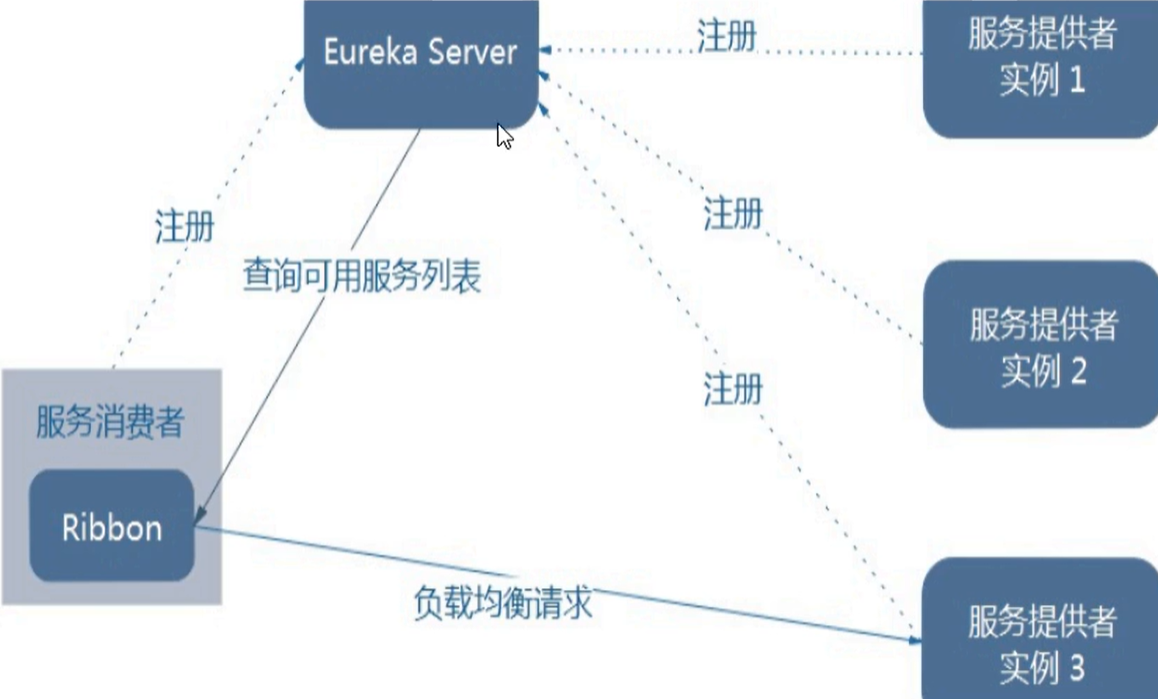 Eureka Server
注册
服务提供者
实例 1
注册
注册
查询可用服务列表
服务提供者
实例 2
注册
服务消费者
Ribbon
负载均衡请求
服务提供者
实例 3